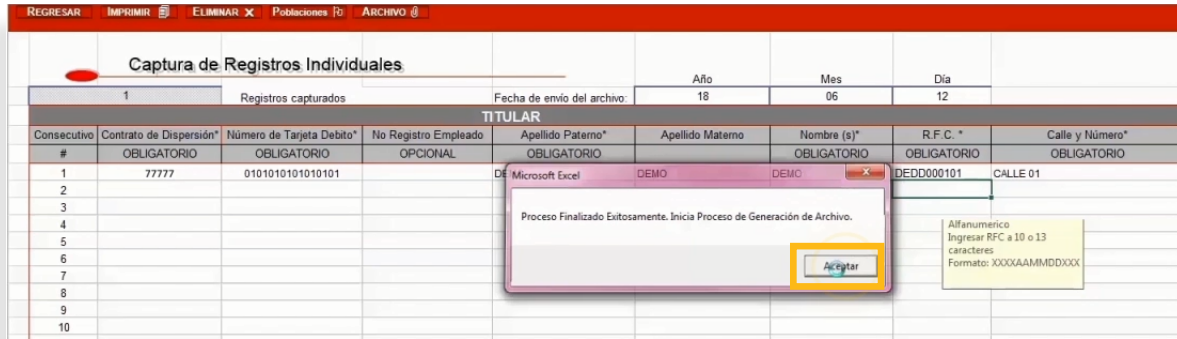 REGRESAR IMPRIMIR ELIMINAR X Poblaciones ARCHIVO
Captura de Registros Individuales
Año Mes Día
1 Registros capturados Fecha de envío del archivo: 18 06 12
TITULAR
Consecutivo Contrato de Dispersión* Número de Tarjeta Debito* No Registro Empleado Apellido Paterno* Apellido Materno Nombre (s)* R.F.C. * Calle y Número*
# OBLIGATORIO OBLIGATORIO OPCIONAL OBLIGATORIO OBLIGATORIO OBLIGATORIO OBLIGATORIO
1 77777 0101010101010101 DE DEMO DEMO DEDD000101 CALLE 01
2
3
4
5
6
7
8
9
10
Microsoft Excel
Proceso Finalizado Exitosamente. Inicia Proceso de Generación de Archivo.
Aceptar
Alfanumerico
Ingresar RFC a 10 o 13
caracteres
Formato: XXXXAAMMDDXXX